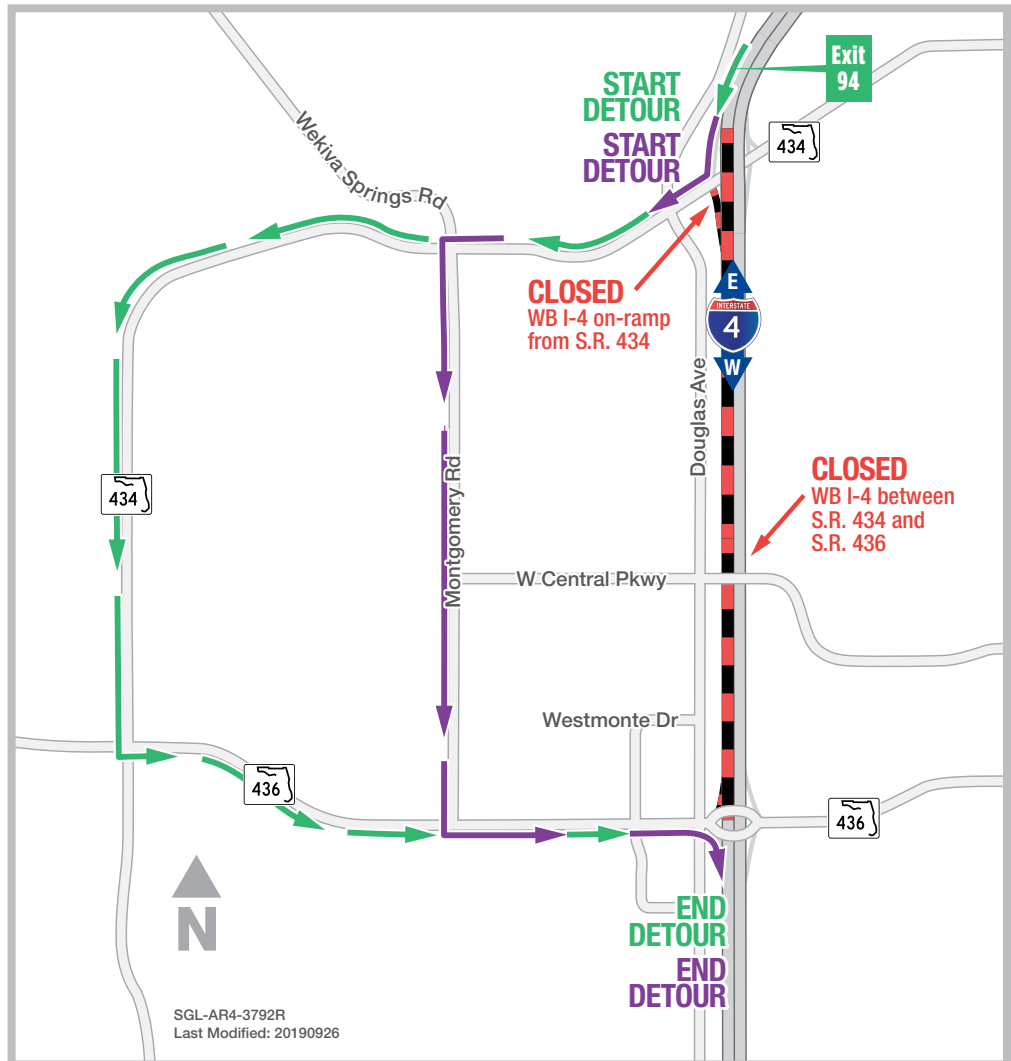 Exit
94
START
DETOUR
START
DETOUR
434
Wekiva Springs Rd
CLOSED
WB I-4 on-ramp
from S.R. 434
E
INTERSTATE
4
W
Douglas Ave
434
Montgomery Rd
CLOSED
WB I-4 between
S.R. 434 and
S.R. 436
W Central Pkwy
Westmonte Dr
436
436
N
END
DETOUR
END
DETOUR
SGL-AR4-3792R
Last Modified: 20190926